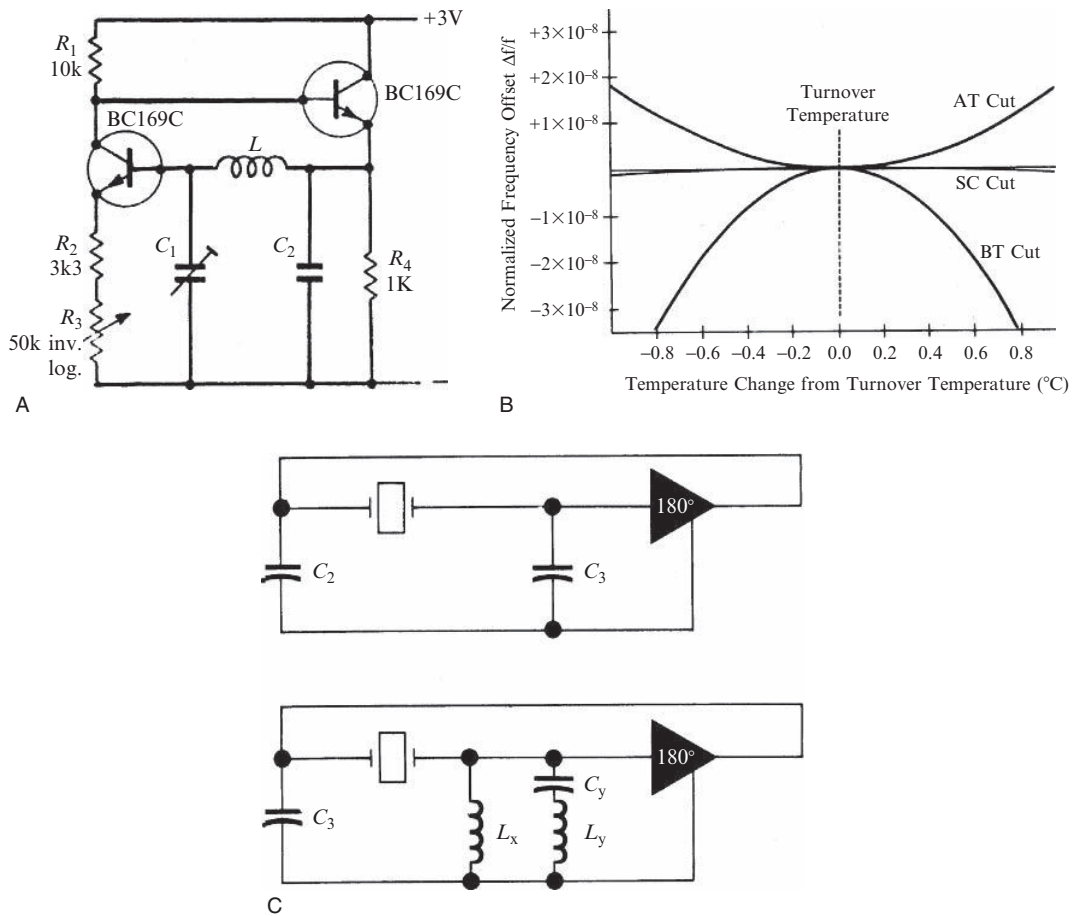 +3V
R1
10k
BC169C
BC169C
L
R2
3k3
C1
C2
R4
1K
R3
50k inv.
log.
–
A
Normalized Frequency Offset Δf/f
+3×10⁻⁸
+2×10⁻⁸
+1×10⁻⁸
0
-1×10⁻⁸
-2×10⁻⁸
-3×10⁻⁸
Turnover
Temperature
AT Cut
SC Cut
BT Cut
–0.8 –0.6 –0.4 –0.2 0.0 0.2 0.4 0.6 0.8
Temperature Change from Turnover Temperature (°C)
B
180°
C2
C3
180°
C3
Lx
Cy
Ly
C